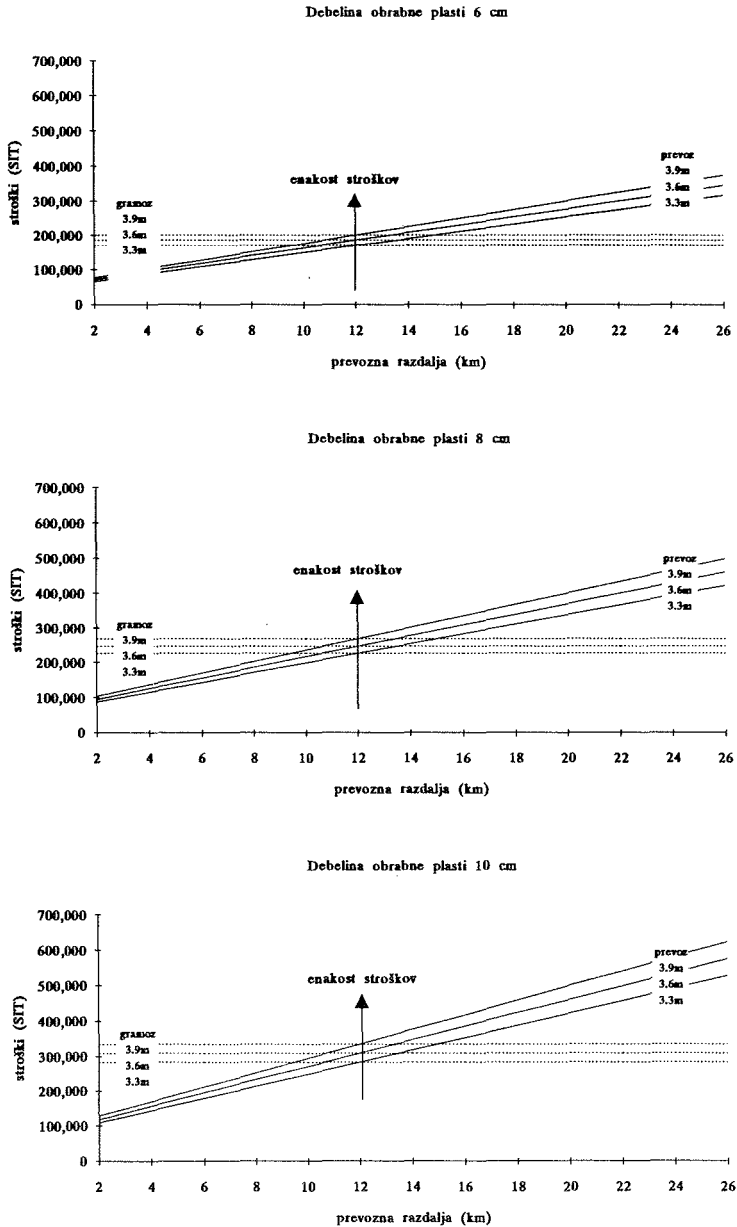 Debelina obrabne plasti 6 cm
700,000
600,000
500,000
400,000
300,000
200,000
100,000
0
stroški (SIT)
gramoz
3.9m
3.6m
3.3m
enakost stroškov
prevoz
3.9m
3.6m
3.3m
2 4 6 8 10 12 14 16 18 20 22 24 26
prevozna razdalja (km)
Debelina obrabne plasti 8 cm
700,000
600,000
500,000
400,000
300,000
200,000
100,000
0
stroški (SIT)
gramoz
3.9m
3.6m
3.3m
enakost stroškov
prevoz
3.9m
3.6m
3.3m
2 4 6 8 10 12 14 16 18 20 22 24 26
prevozna razdalja (km)
Debelina obrabne plasti 10 cm
700,000
600,000
500,000
400,000
300,000
200,000
100,000
0
stroški (SIT)
gramoz
3.9m
3.6m
3.3m
enakost stroškov
prevoz
3.9m
3.6m
3.3m
2 4 6 8 10 12 14 16 18 20 22 24 26
prevozna razdalja (km)